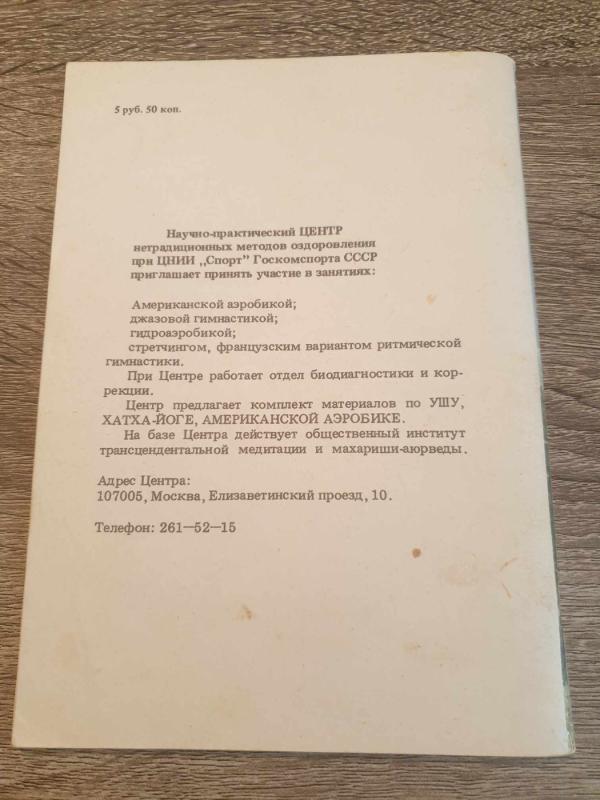 5 руб. 50 коп.
Научно-практический ЦЕНТР
нетрадиционных методов оздоровления
при ЦНИИ „Спорт” Госкомспорта СССР
приглашает принять участие в занятиях:
Американской аэробикой;
джазовой гимнастикой;
гидроаэробикой;
стретчингом, французским вариантом ритмической
гимнастики.
При Центре работает отдел биодиагностики и кор-
рекции.
Центр предлагает комплект материалов по УШУ,
ХАТХА-ЙОГЕ, АМЕРИКАНСКОЙ АЭРОБИКЕ.
На базе Центра действует общественный институт
трансцендентальной медитации и махариши-аюрведы.
Адрес Центра:
107005, Москва, Елизаветинский проезд, 10.
Телефон: 261—52—15